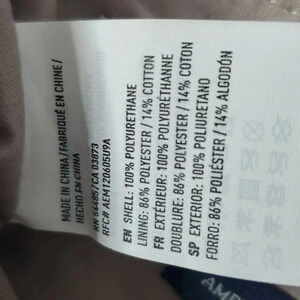 MADE IN CHINA/FABRIQUÉ EN CHINE/
HECHO EN CHINA
RN 54485/CA 03873
RFC# AEM120605U9A
EN SHELL: 100% POLYURETHANE
LINING: 86% POLYESTER / 14% COTTON
FR EXTÉRIEUR: 100% POLYURÉTHANNE
DOUBLURE: 86% POLYESTER / 14% COTON
SP EXTERIOR: 100% POLIURETANO
FORRO: 86% POLIÉSTER / 14% ALGODÓN